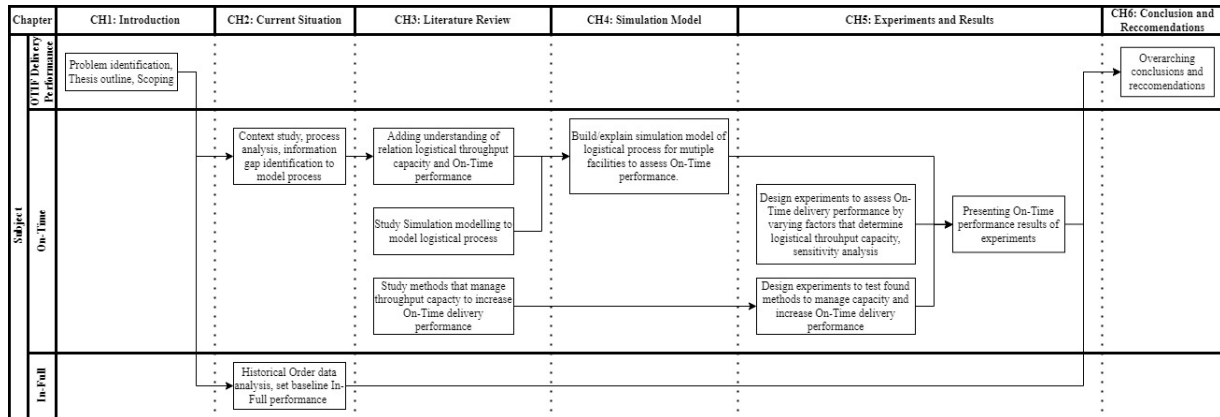 Chapter
CH1: Introduction
CH2: Current Situation
CH3: Literature Review
CH4: Simulation Model
CH5: Experiments and Results
CH6: Conclusion and
Reccomendations
Subject
OTIF Delivery
Performance
Problem identification,
Thesis outline, Scoping
Overarching
conclusions and
reccomendations
On-Time
Context study, process
analysis, information
gap identification to
model process
Adding understanding of
relation logistical throughput
capacity and On-Time
performance
Build/explain simulation model of
logistical process for mutiple
facilities to assess On-Time
performance.
Study Simulation modelling to
model logistical process
Design experiments to assess On-
Time delivery performance by
varying factors that determine
logistical throuhput capacity,
sensitivity analysis
Presenting On-Time
performance results of
experiments
Study methods that manage
throughput capacty to increase
On-Time delivery
performance
Design experiments to test found
methods to manage capacity and
increase On-Time delivery
performance
In-Full
Historical Order data
analysis, set baseline In-
Full performance